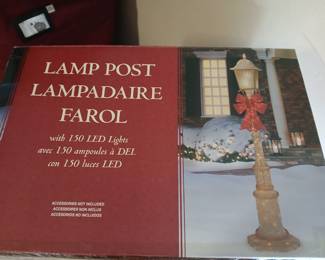 LAMP POST
LAMPADAIRE
FAROL
with 150 LED Lights
avec 150 ampoules à DEL
con 150 luces LED
ACCESSORIES NOT INCLUDED
ACCESSOIRES NON INCLUS
ACCESORIOS NO INCLUIDOS